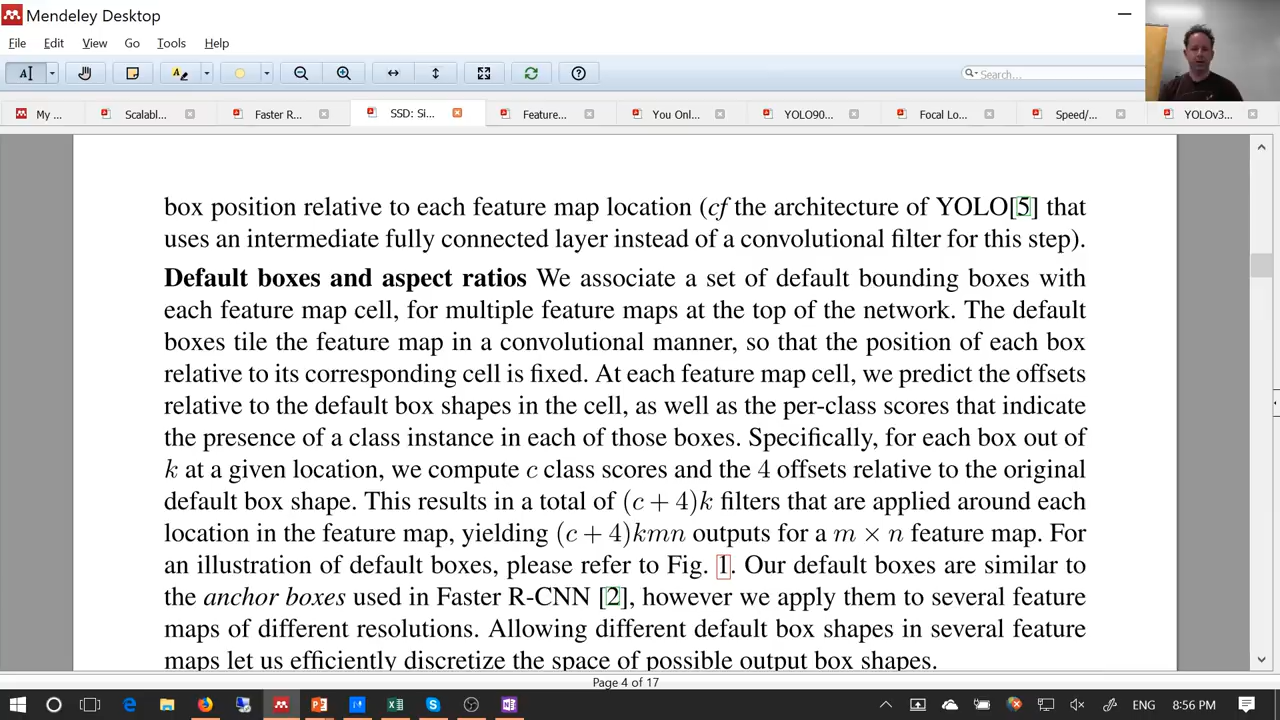 Mendeley Desktop
File Edit View Go Tools Help
Search...
My ... Scalabl... Faster R... SSD: Si... Feature... You Onl... YOLO90... Focal Lo... Speed/... YOLOv3...
box position relative to each feature map location (cf the architecture of YOLO[5] that
uses an intermediate fully connected layer instead of a convolutional filter for this step).
Default boxes and aspect ratios We associate a set of default bounding boxes with
each feature map cell, for multiple feature maps at the top of the network. The default
boxes tile the feature map in a convolutional manner, so that the position of each box
relative to its corresponding cell is fixed. At each feature map cell, we predict the offsets
relative to the default box shapes in the cell, as well as the per-class scores that indicate
the presence of a class instance in each of those boxes. Specifically, for each box out of
k at a given location, we compute c class scores and the 4 offsets relative to the original
default box shape. This results in a total of (c + 4)k filters that are applied around each
location in the feature map, yielding (c + 4)kmn outputs for a m × n feature map. For
an illustration of default boxes, please refer to Fig. 1. Our default boxes are similar to
the anchor boxes used in Faster R-CNN [2], however we apply them to several feature
maps of different resolutions. Allowing different default box shapes in several feature
maps let us efficiently discretize the space of possible output box shapes.
Page 4 of 17
ENG 8:56 PM